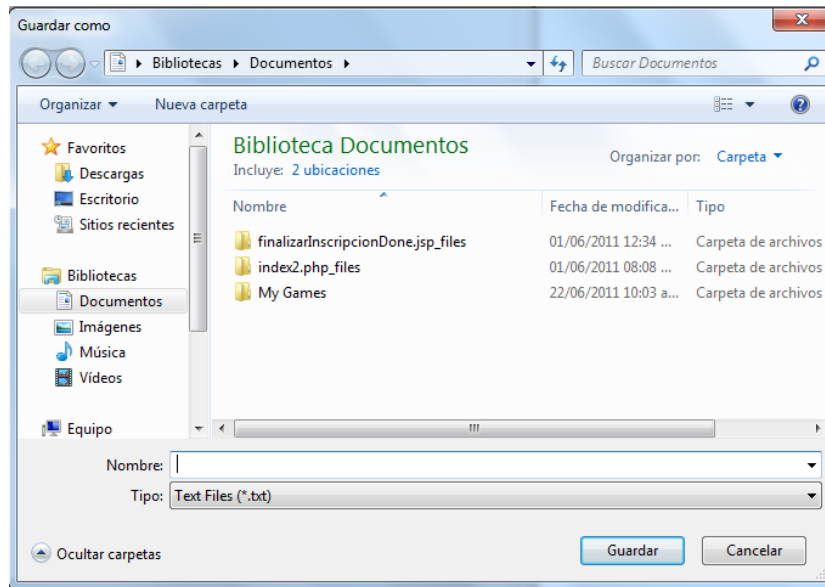 Guardar como
Bibliotecas Documentos
Buscar Documentos
Organizar Nueva carpeta
Favoritos
Descargas
Escritorio
Sitios recientes
Bibliotecas
Documentos
Imágenes
Música
Vídeos
Equipo
Biblioteca Documentos
Incluye: 2 ubicaciones
Organizar por: Carpeta
Nombre Fecha de modifica... Tipo
finalizarInscripcionDone.jsp_files 01/06/2011 12:34 ... Carpeta de archivos
index2.php_files 01/06/2011 08:08 ... Carpeta de archivos
My Games 22/06/2011 10:03 a... Carpeta de archivos
Nombre:
Tipo: Text Files (*.txt)
Ocultar carpetas
Guardar Cancelar